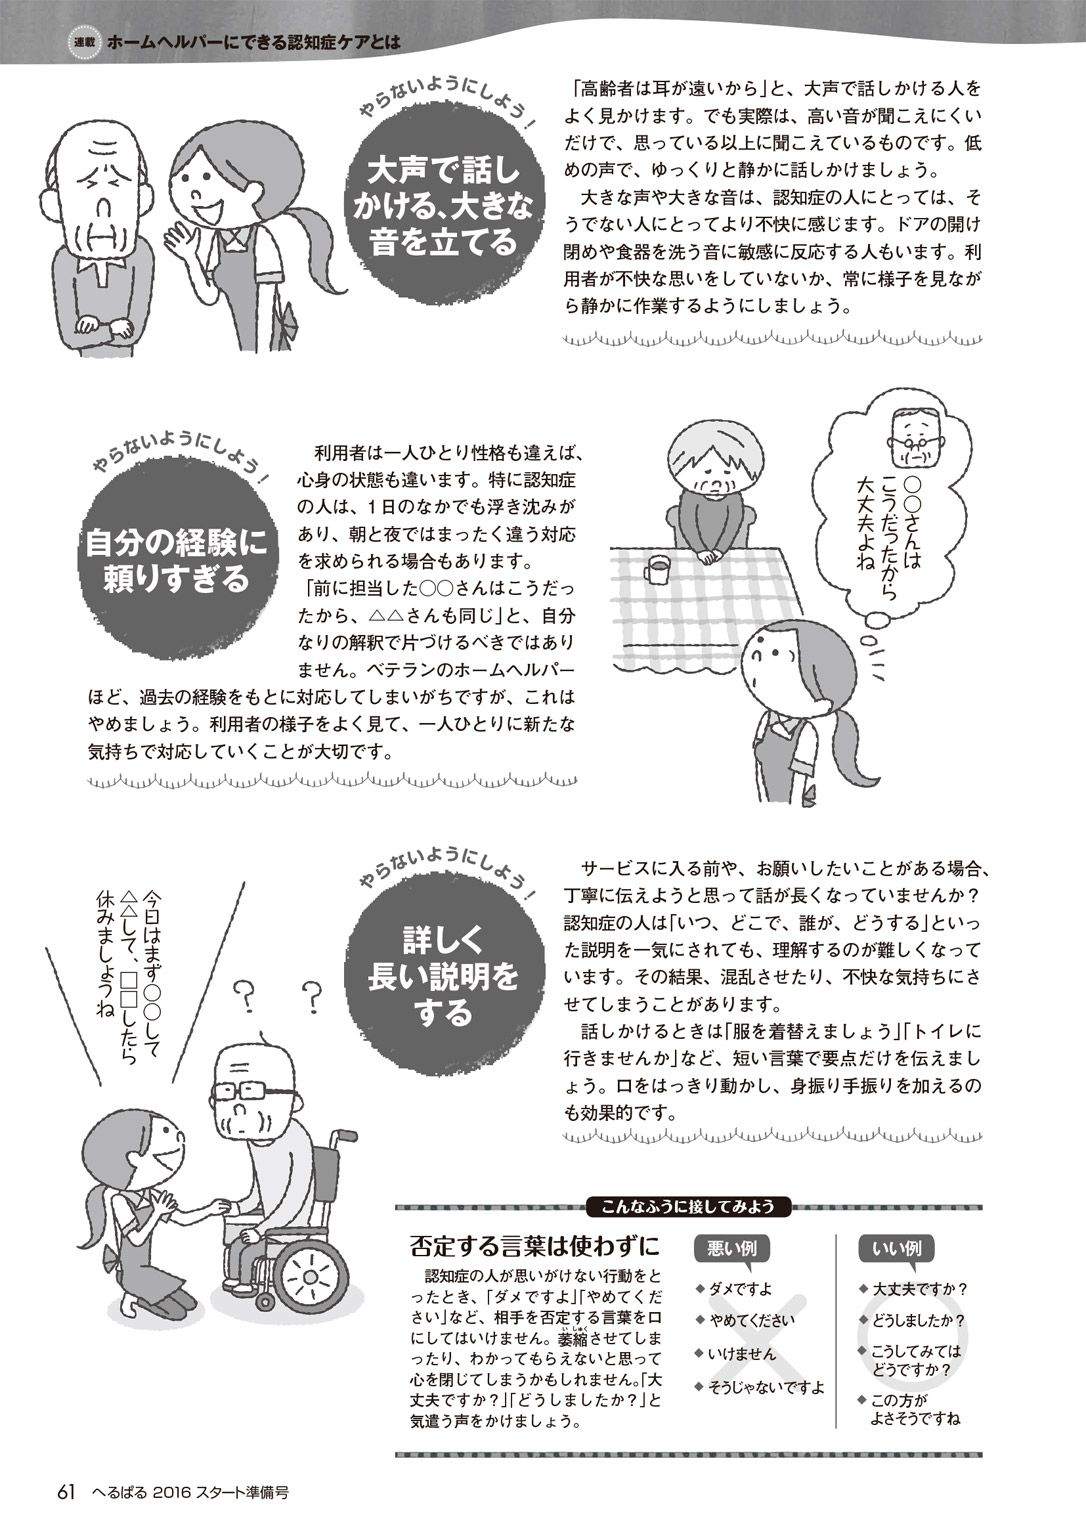 連載 ホームヘルパーにできる認知症ケアとは
やらないようにしよう!
大声で話し
かける、大きな
音を立てる
「高齢者は耳が遠いから」と、大声で話しかける人を
よく見かけます。でも実際は、高い音が聞こえにくい
だけで、思っている以上に聞こえているものです。低
めの声で、ゆっくりと静かに話しかけましょう。
大きな声や大きな音は、認知症の人にとっては、そ
うでない人にとってより不快に感じます。ドアの開け
閉めや食器を洗う音に敏感に反応する人もいます。利
用者が不快な思いをしていないか、常に様子を見なが
ら静かに作業するようにしましょう。
やらないようにしよう!
自分の経験に
頼りすぎる
利用者は一人ひとり性格も違えば、
心身の状態も違います。特に認知症
の人は、1日のなかでも浮き沈みが
あり、朝と夜ではまったく違う対応
を求められる場合もあります。
「前に担当した○○さんはこうだっ
たから、△△さんも同じ」と、自分
なりの解釈で片づけるべきではあり
ません。ベテランのホームヘルパー
ほど、過去の経験をもとに対応してしまいがちですが、これは
やめましょう。利用者の様子をよく見て、一人ひとりに新たな
気持ちで対応していくことが大切です。
○○さんは
こうだったから
大丈夫よね
やらないようにしよう!
詳しく
長い説明を
する
サービスに入る前や、お願いしたいことがある場合、
丁寧に伝えようと思って話が長くなっていませんか?
認知症の人は「いつ、どこで、誰が、どうする」といっ
た説明を一気にされても、理解するのが難しくなって
います。その結果、混乱させたり、不快な気持ちにさ
せてしまうことがあります。
話しかけるときは「服を着替えましょう」「トイレに
行きませんか」など、短い言葉で要点だけを伝えまし
ょう。口をはっきり動かし、身振り手振りを加えるの
も効果的です。
今日はまず○○して
△△して、□□したら
休みましょうね
? ?
こんなふうに接してみよう
否定する言葉は使わずに
認知症の人が思いがけない行動をと
ったとき、「ダメですよ」「やめてくだ
さい」など、相手を否定する言葉を口
にしてはいけません。萎縮させてしま
いしゅく
ったり、わかってもらえないと思って
心を閉じてしまうかもしれません。「大
丈夫ですか?」「どうしましたか?」と
気遣う声をかけましょう。
悪い例
◆ダメですよ
◆やめてください
◆いけません
◆そうじゃないですよ
いい例
◆大丈夫ですか?
◆どうしましたか?
◆こうしてみては
どうですか?
◆この方が
よさそうですね
61 へるぱる 2016 スタート準備号